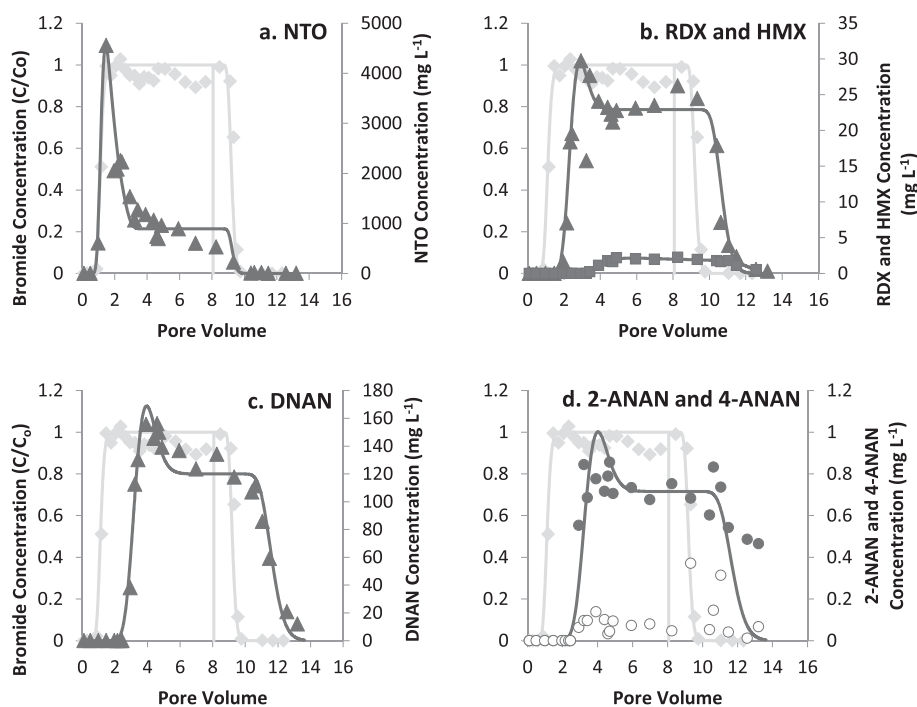 a. NTO
1.2
1
0.8
0.6
0.4
0.2
0
5000
4000
3000
2000
1000
0
0 2 4 6 8 10 12 14 16
Bromide Concentration (C/Co)
NTO Concentration (mg L-1)
Pore Volume
b. RDX and HMX
1.2
1
0.8
0.6
0.4
0.2
0
35
30
25
20
15
10
5
0
0 2 4 6 8 10 12 14 16
RDX and HMX Concentration
(mg L-1)
Pore Volume
c. DNAN
1.2
1
0.8
0.6
0.4
0.2
0
180
160
140
120
100
80
60
40
20
0
0 2 4 6 8 10 12 14 16
Bromide Concentration (C/Co)
DNAN Concentration (mg L-1)
Pore Volume
d. 2-ANAN and 4-ANAN
1.2
1
0.8
0.6
0.4
0.2
0
1.2
1
0.8
0.6
0.4
0.2
0
0 2 4 6 8 10 12 14 16
2-ANAN and 4-ANAN
Concentration (mg L-1)
Pore Volume